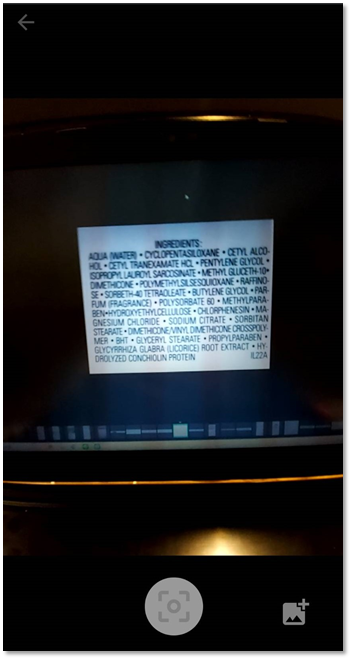 INGREDIENTS:
AQUA (WATER) • CYCLOPENTASILOXANE • CETYL ALCO-
HOL • CETYL TRANEXAMATE HCL • PENTYLENE GLYCOL •
ISOPROPYL LAUROYL SARCOSINATE • METHYL GLUCETH-10 •
DIMETHICONE • POLYMETHYLSILSESQUIOXANE • RAFFINO-
SE • SORBETH-40 TETRAOLEATE • BUTYLENE GLYCOL • PAR-
FUM (FRAGRANCE) • POLYSORBATE 60 • METHYLPARA-
BEN•HYDROXYETHYLCELLULOSE • CHLORPHENESIN • MA-
GNESIUM CHLORIDE • SODIUM CITRATE • SORBITAN
STEARATE • DIMETHICONE/VINYL DIMETHICONE CROSSPOLY-
MER • BHT • GLYCERYL STEARATE • PROPYLPARABEN •
GLYCYRRHIZA GLABRA (LICORICE) ROOT EXTRACT • HY-
DROLYZED CONCHIOLIN PROTEIN IL22A